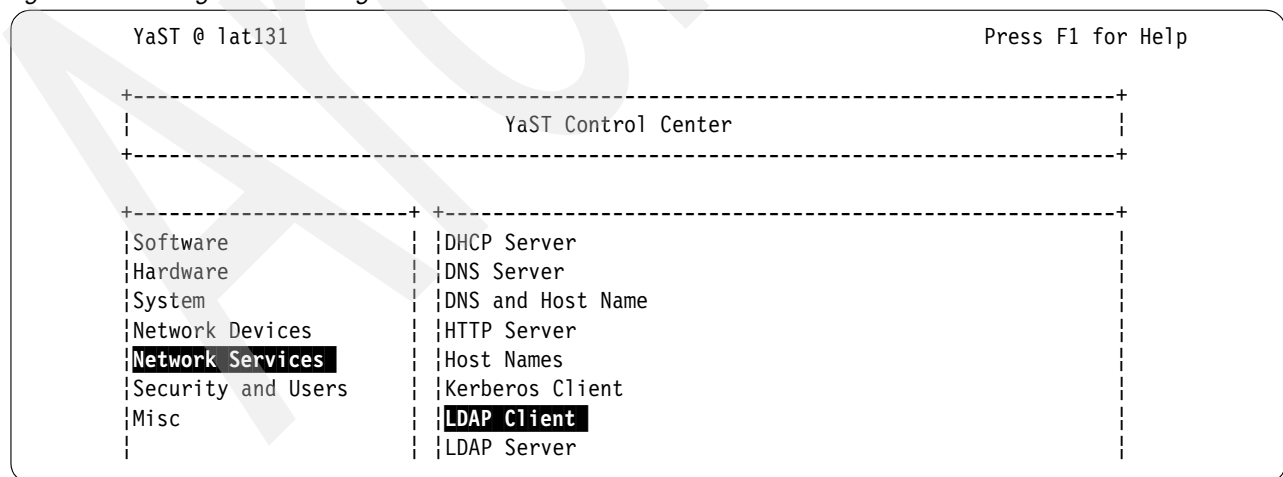 YaST @ lat131 Press F1 for Help
+-----------------------------------------------------------------------------------+
¦ YaST Control Center ¦
+-----------------------------------------------------------------------------------+
+-----------------------+ +---------------------------------------------------------+
¦Software ¦ ¦DHCP Server ¦
¦Hardware ¦ ¦DNS Server ¦
¦System ¦ ¦DNS and Host Name ¦
¦Network Devices ¦ ¦HTTP Server ¦
¦Network Services ¦ ¦Host Names ¦
¦Security and Users ¦ ¦Kerberos Client ¦
¦Misc ¦ ¦LDAP Client ¦
¦ ¦ ¦LDAP Server ¦